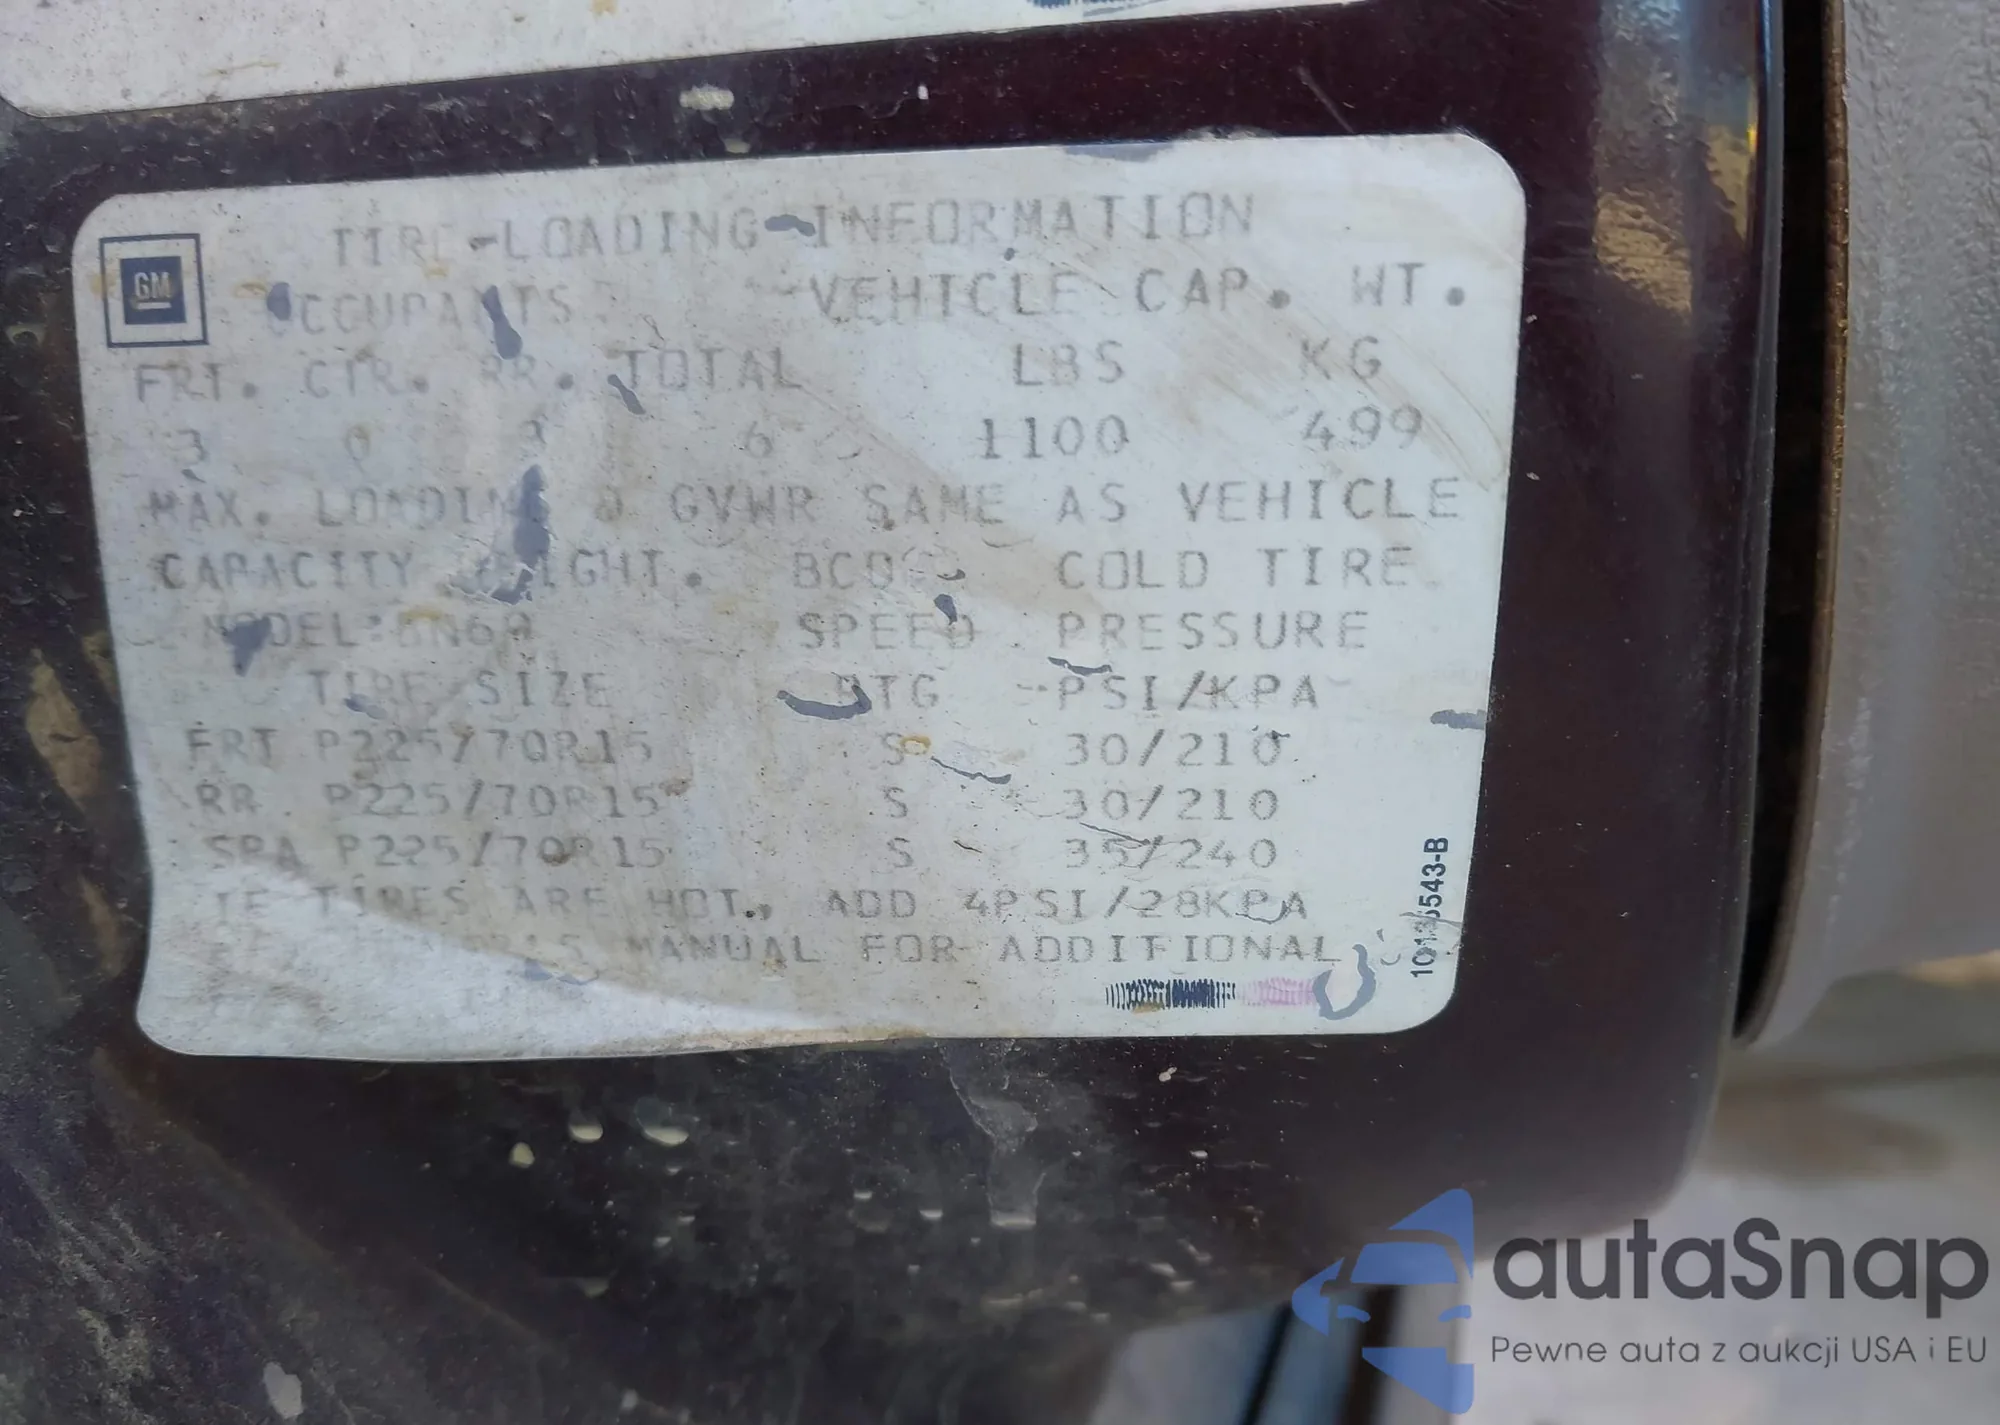 GM
TIRE-LOADING INFORMATION
OCCUPANTS VEHICLE CAP. WT.
FRT. CTR. RR. TOTAL LBS KG
3 0 3 6 1100 499
MAX. LOADING @ GVWR SAME AS VEHICLE
CAPACITY WEIGHT. COLD TIRE
MODEL: SPEED PRESSURE
TIRE SIZE RTG PSI/KPA
FRT P225/70R15 S 30/210
RR. P225/70R15 S 30/210
SPA P225/70R15 S 35/240
IF TIRES ARE HOT, ADD 4PSI/28KPA
MANUAL FOR ADDITIONAL
autaSnap
Pewne auta z aukcji USA i EU